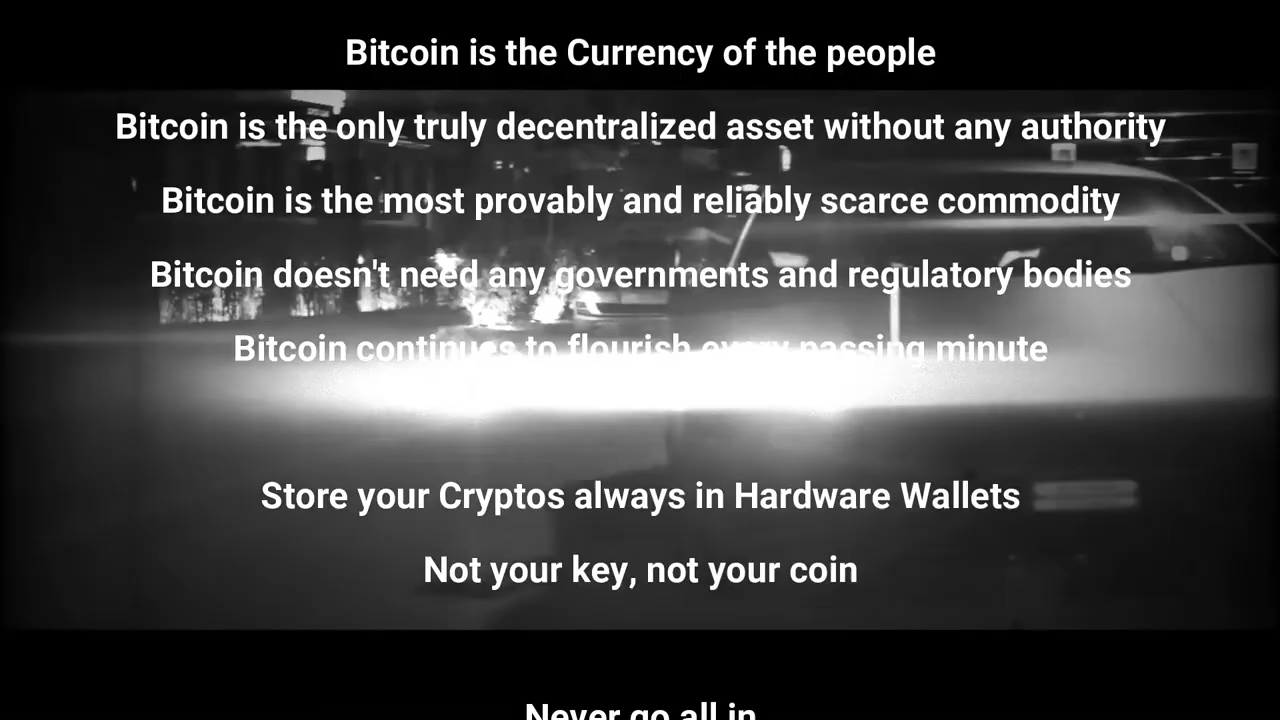 Bitcoin is the Currency of the people
Bitcoin is the only truly decentralized asset without any authority
Bitcoin is the most provably and reliably scarce commodity
Bitcoin doesn't need any governments and regulatory bodies
Bitcoin continues to flourish every passing minute
Store your Cryptos always in Hardware Wallets
Not your key, not your coin
Never go all in